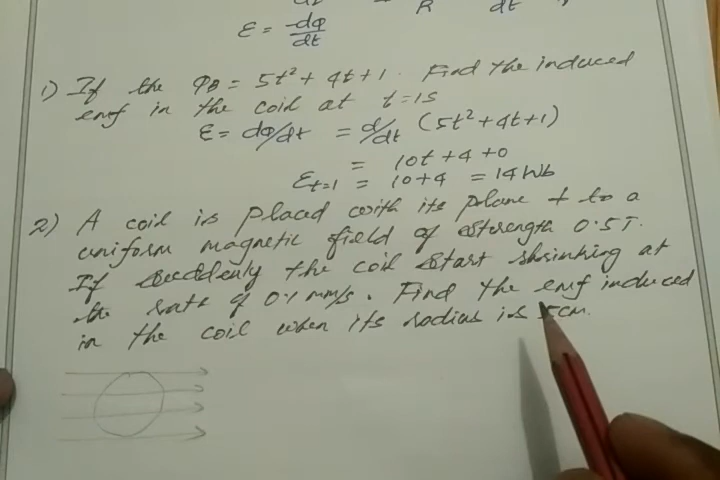 R dt
ε = -dφ
dt
1) If the φB = 5t² + 4t + 1. Find the induced
emf in the coil at t = 1s
ε = dφ/dt = d/dt (5t² + 4t + 1)
= 10t + 4 + 0
εt=1 = 10 + 4 = 14 Wb
2) A coil is placed with its plane + to a
uniform magnetic field of strength 0.5T.
If suddenly the coil start shrinking at
the rate of 0.1 mm/s. Find the emf induced
in the coil when its radius is 5cm.